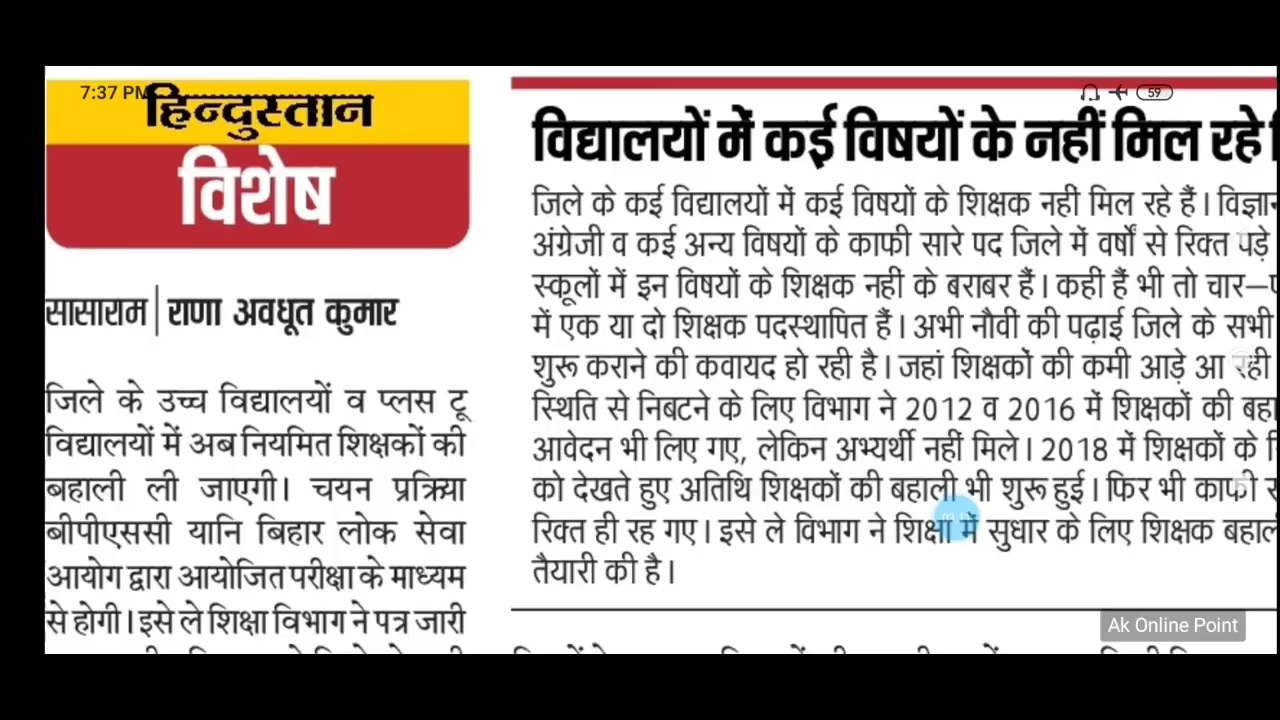 7:37 PM
59
हिन्दुस्तान
विशेष
सासाराम | राणा अवधूत कुमार
जिले के उच्च विद्यालयों व प्लस टू
विद्यालयों में अब नियमित शिक्षकों की
बहाली ली जाएगी। चयन प्रक्रिया
बीपीएससी यानि बिहार लोक सेवा
आयोग द्वारा आयोजित परीक्षा के माध्यम
से होगी। इसे ले शिक्षा विभाग ने पत्र जारी
विद्यालयों में कई विषयों के नहीं मिल रहे
जिले के कई विद्यालयों में कई विषयों के शिक्षक नहीं मिल रहे हैं। विज्ञान
अंग्रेजी व कई अन्य विषयों के काफी सारे पद जिले में वर्षों से रिक्त पड़े
स्कूलों में इन विषयों के शिक्षक नही के बराबर हैं। कही हैं भी तो चार–
में एक या दो शिक्षक पदस्थापित हैं। अभी नौवीं की पढ़ाई जिले के सभी
शुरू कराने की कवायद हो रही है। जहां शिक्षकों की कमी आड़े आ रही
स्थिति से निबटने के लिए विभाग ने 2012 व 2016 में शिक्षकों की
आवेदन भी लिए गए, लेकिन अभ्यर्थी नहीं मिले। 2018 में शिक्षकों के
को देखते हुए अतिथि शिक्षकों की बहाली भी शुरू हुई। फिर भी काफी
रिक्त ही रह गए। इसे ले विभाग ने शिक्षा में सुधार के लिए शिक्षक
तैयारी की है।
Ak Online Point